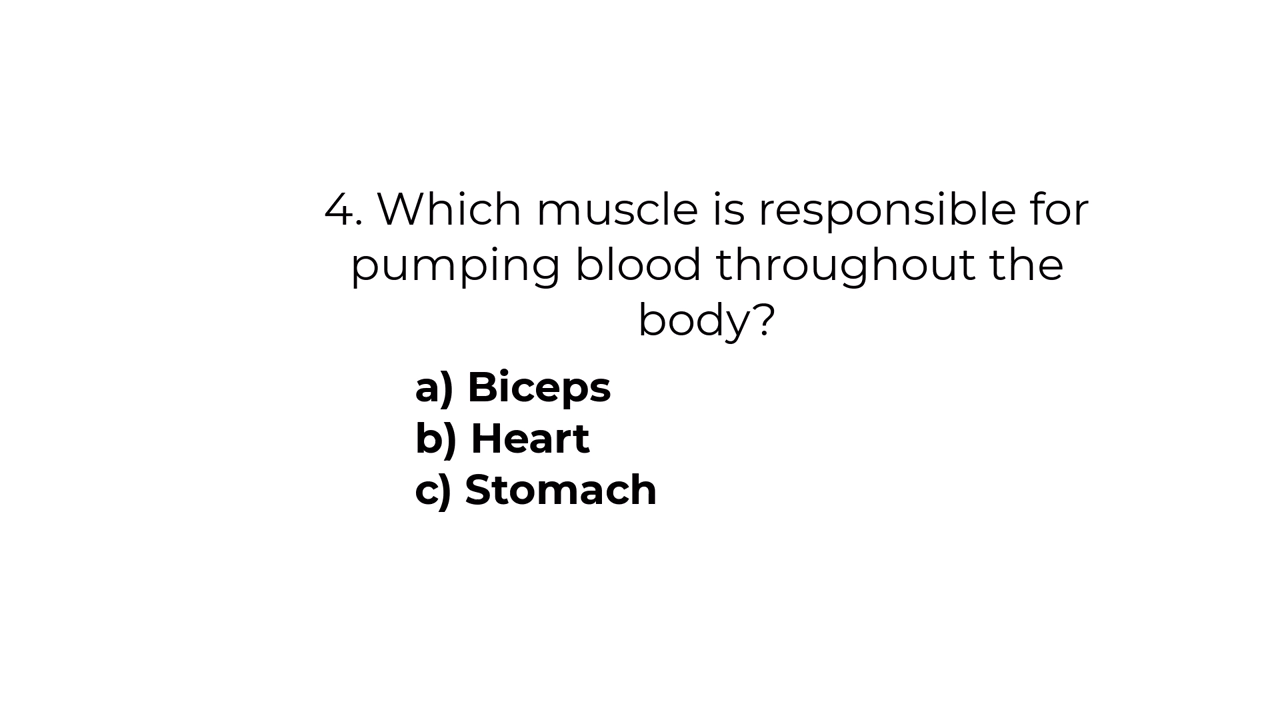 4. Which muscle is responsible for
pumping blood throughout the
body?
a) Biceps
b) Heart
c) Stomach